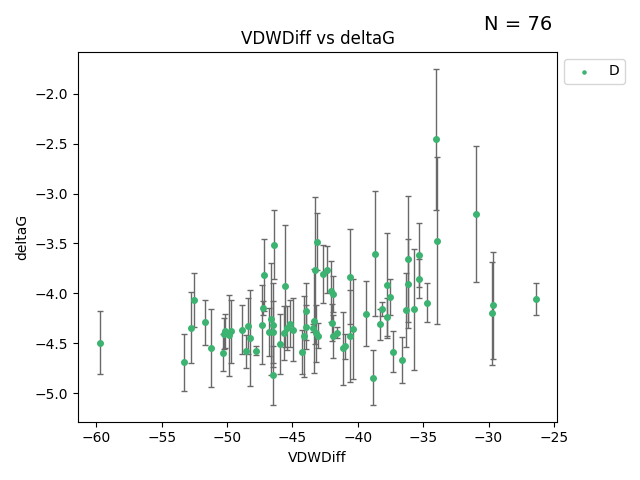 N = 76
VDWDiff vs deltaG
D
deltaG
−2.0
−2.5
−3.0
−3.5
−4.0
−4.5
−5.0
−60 −55 −50 −45 −40 −35 −30 −25
VDWDiff